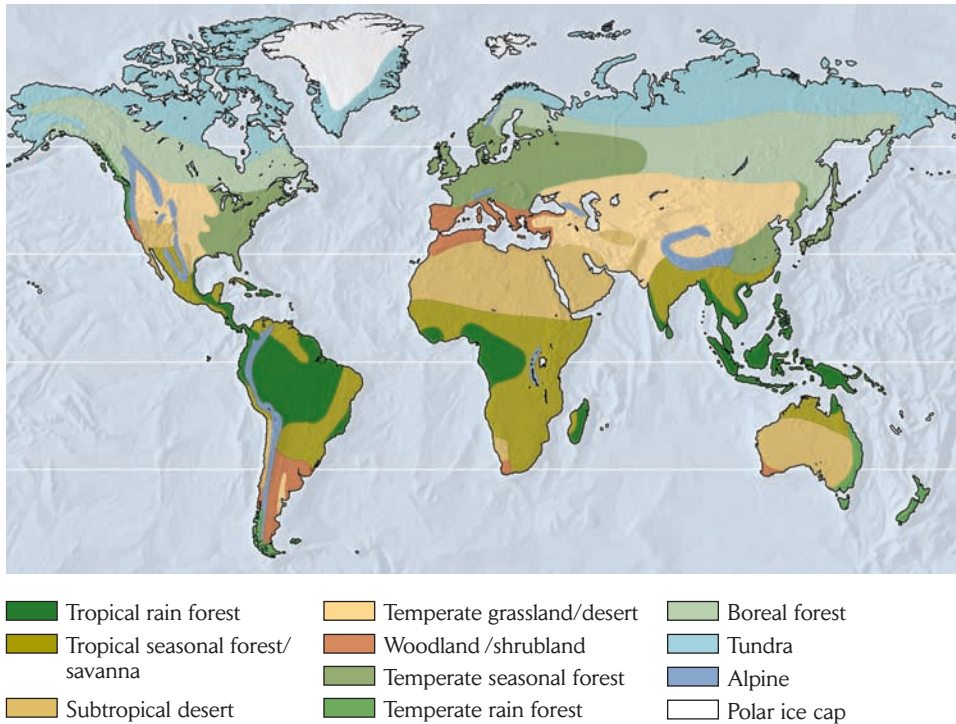 Tropical rain forest
Tropical seasonal forest/
savanna
Subtropical desert
Temperate grassland/desert
Woodland /shrubland
Temperate seasonal forest
Temperate rain forest
Boreal forest
Tundra
Alpine
Polar ice cap